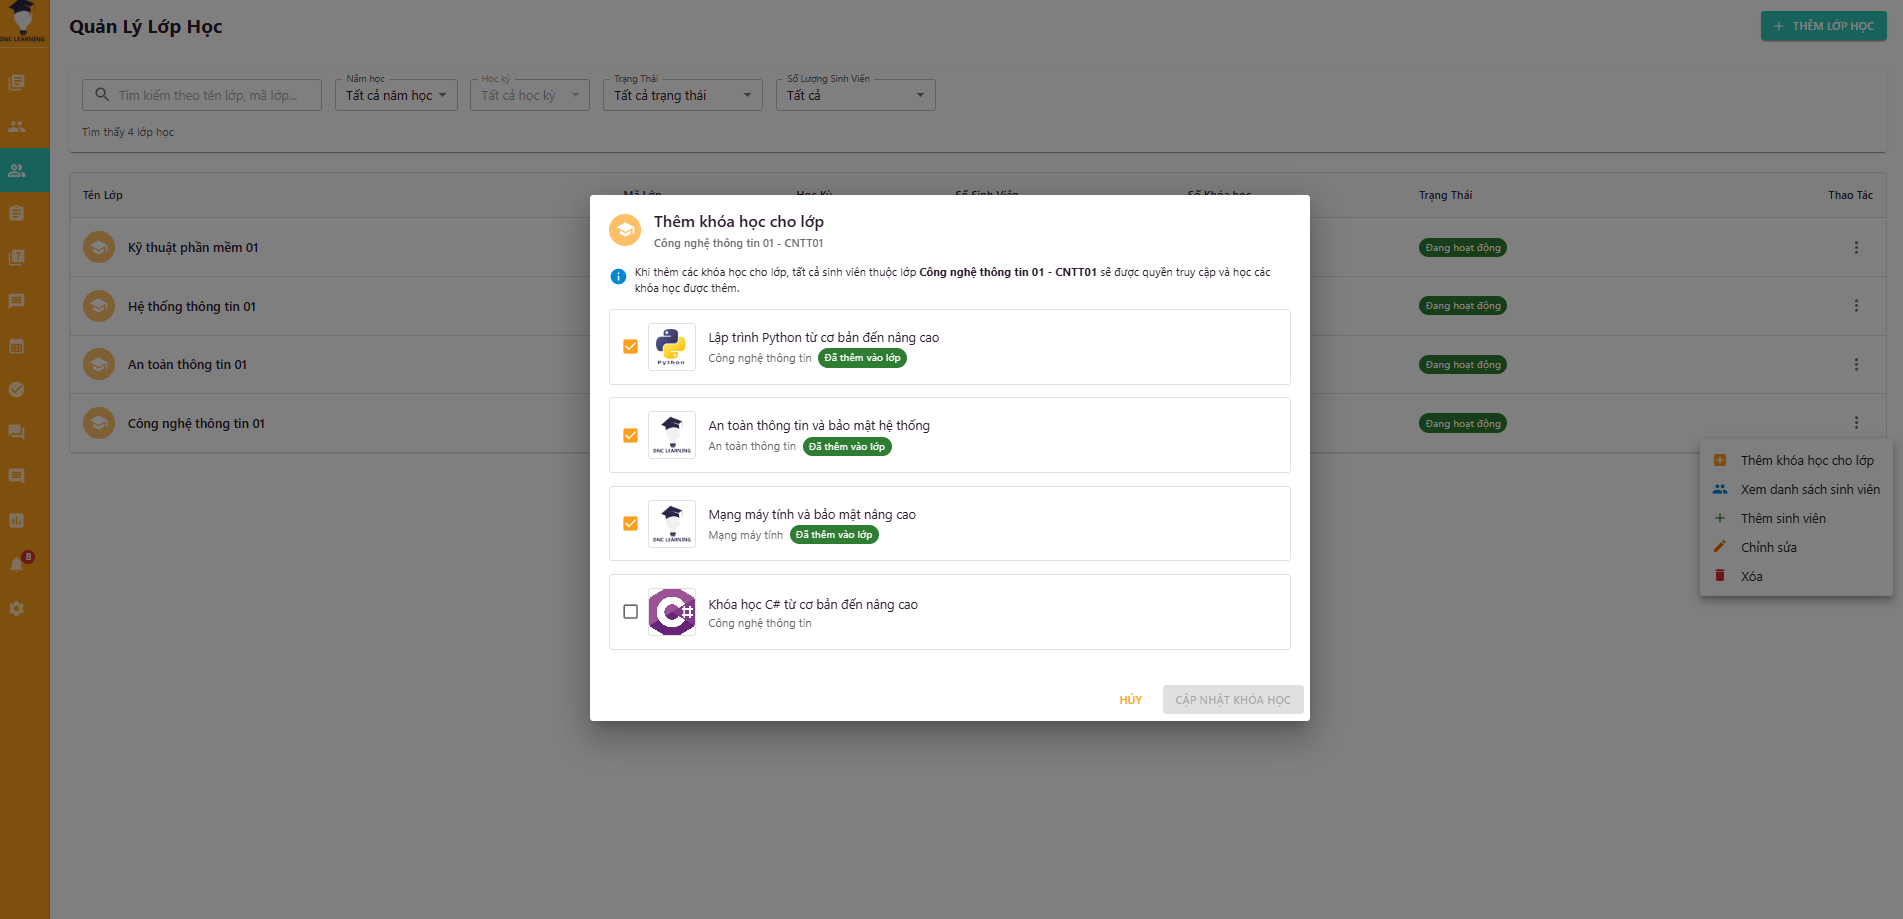 DNC LEARNING
Quản Lý Lớp Học
THÊM LỚP HỌC
Năm học
Học kỳ
Trạng Thái
Số Lượng Sinh Viên
Tìm kiếm theo tên lớp, mã lớp...
Tất cả năm học
Tất cả học kỳ
Tất cả trạng thái
Tất cả
Tìm thấy 4 lớp học
Tên Lớp
Mã Lớp
Học Kỳ
Số Sinh Viên
Số Khóa học
Trạng Thái
Thao Tác
Kỹ thuật phần mềm 01
Đang hoạt động
Hệ thống thông tin 01
Đang hoạt động
An toàn thông tin 01
Đang hoạt động
Công nghệ thông tin 01
Đang hoạt động
Thêm khóa học cho lớp
Công nghệ thông tin 01 - CNTT01
Khi thêm các khóa học cho lớp, tất cả sinh viên thuộc lớp Công nghệ thông tin 01 - CNTT01 sẽ được quyền truy cập và học các
khóa học được thêm.
Python
Lập trình Python từ cơ bản đến nâng cao
Công nghệ thông tin
Đã thêm vào lớp
DNC LEARNING
An toàn thông tin và bảo mật hệ thống
An toàn thông tin
Đã thêm vào lớp
DNC LEARNING
Mạng máy tính và bảo mật nâng cao
Mạng máy tính
Đã thêm vào lớp
C#
Khóa học C# từ cơ bản đến nâng cao
Công nghệ thông tin
HỦY
CẬP NHẬT KHÓA HỌC
Thêm khóa học cho lớp
Xem danh sách sinh viên
Thêm sinh viên
Chỉnh sửa
Xóa
8